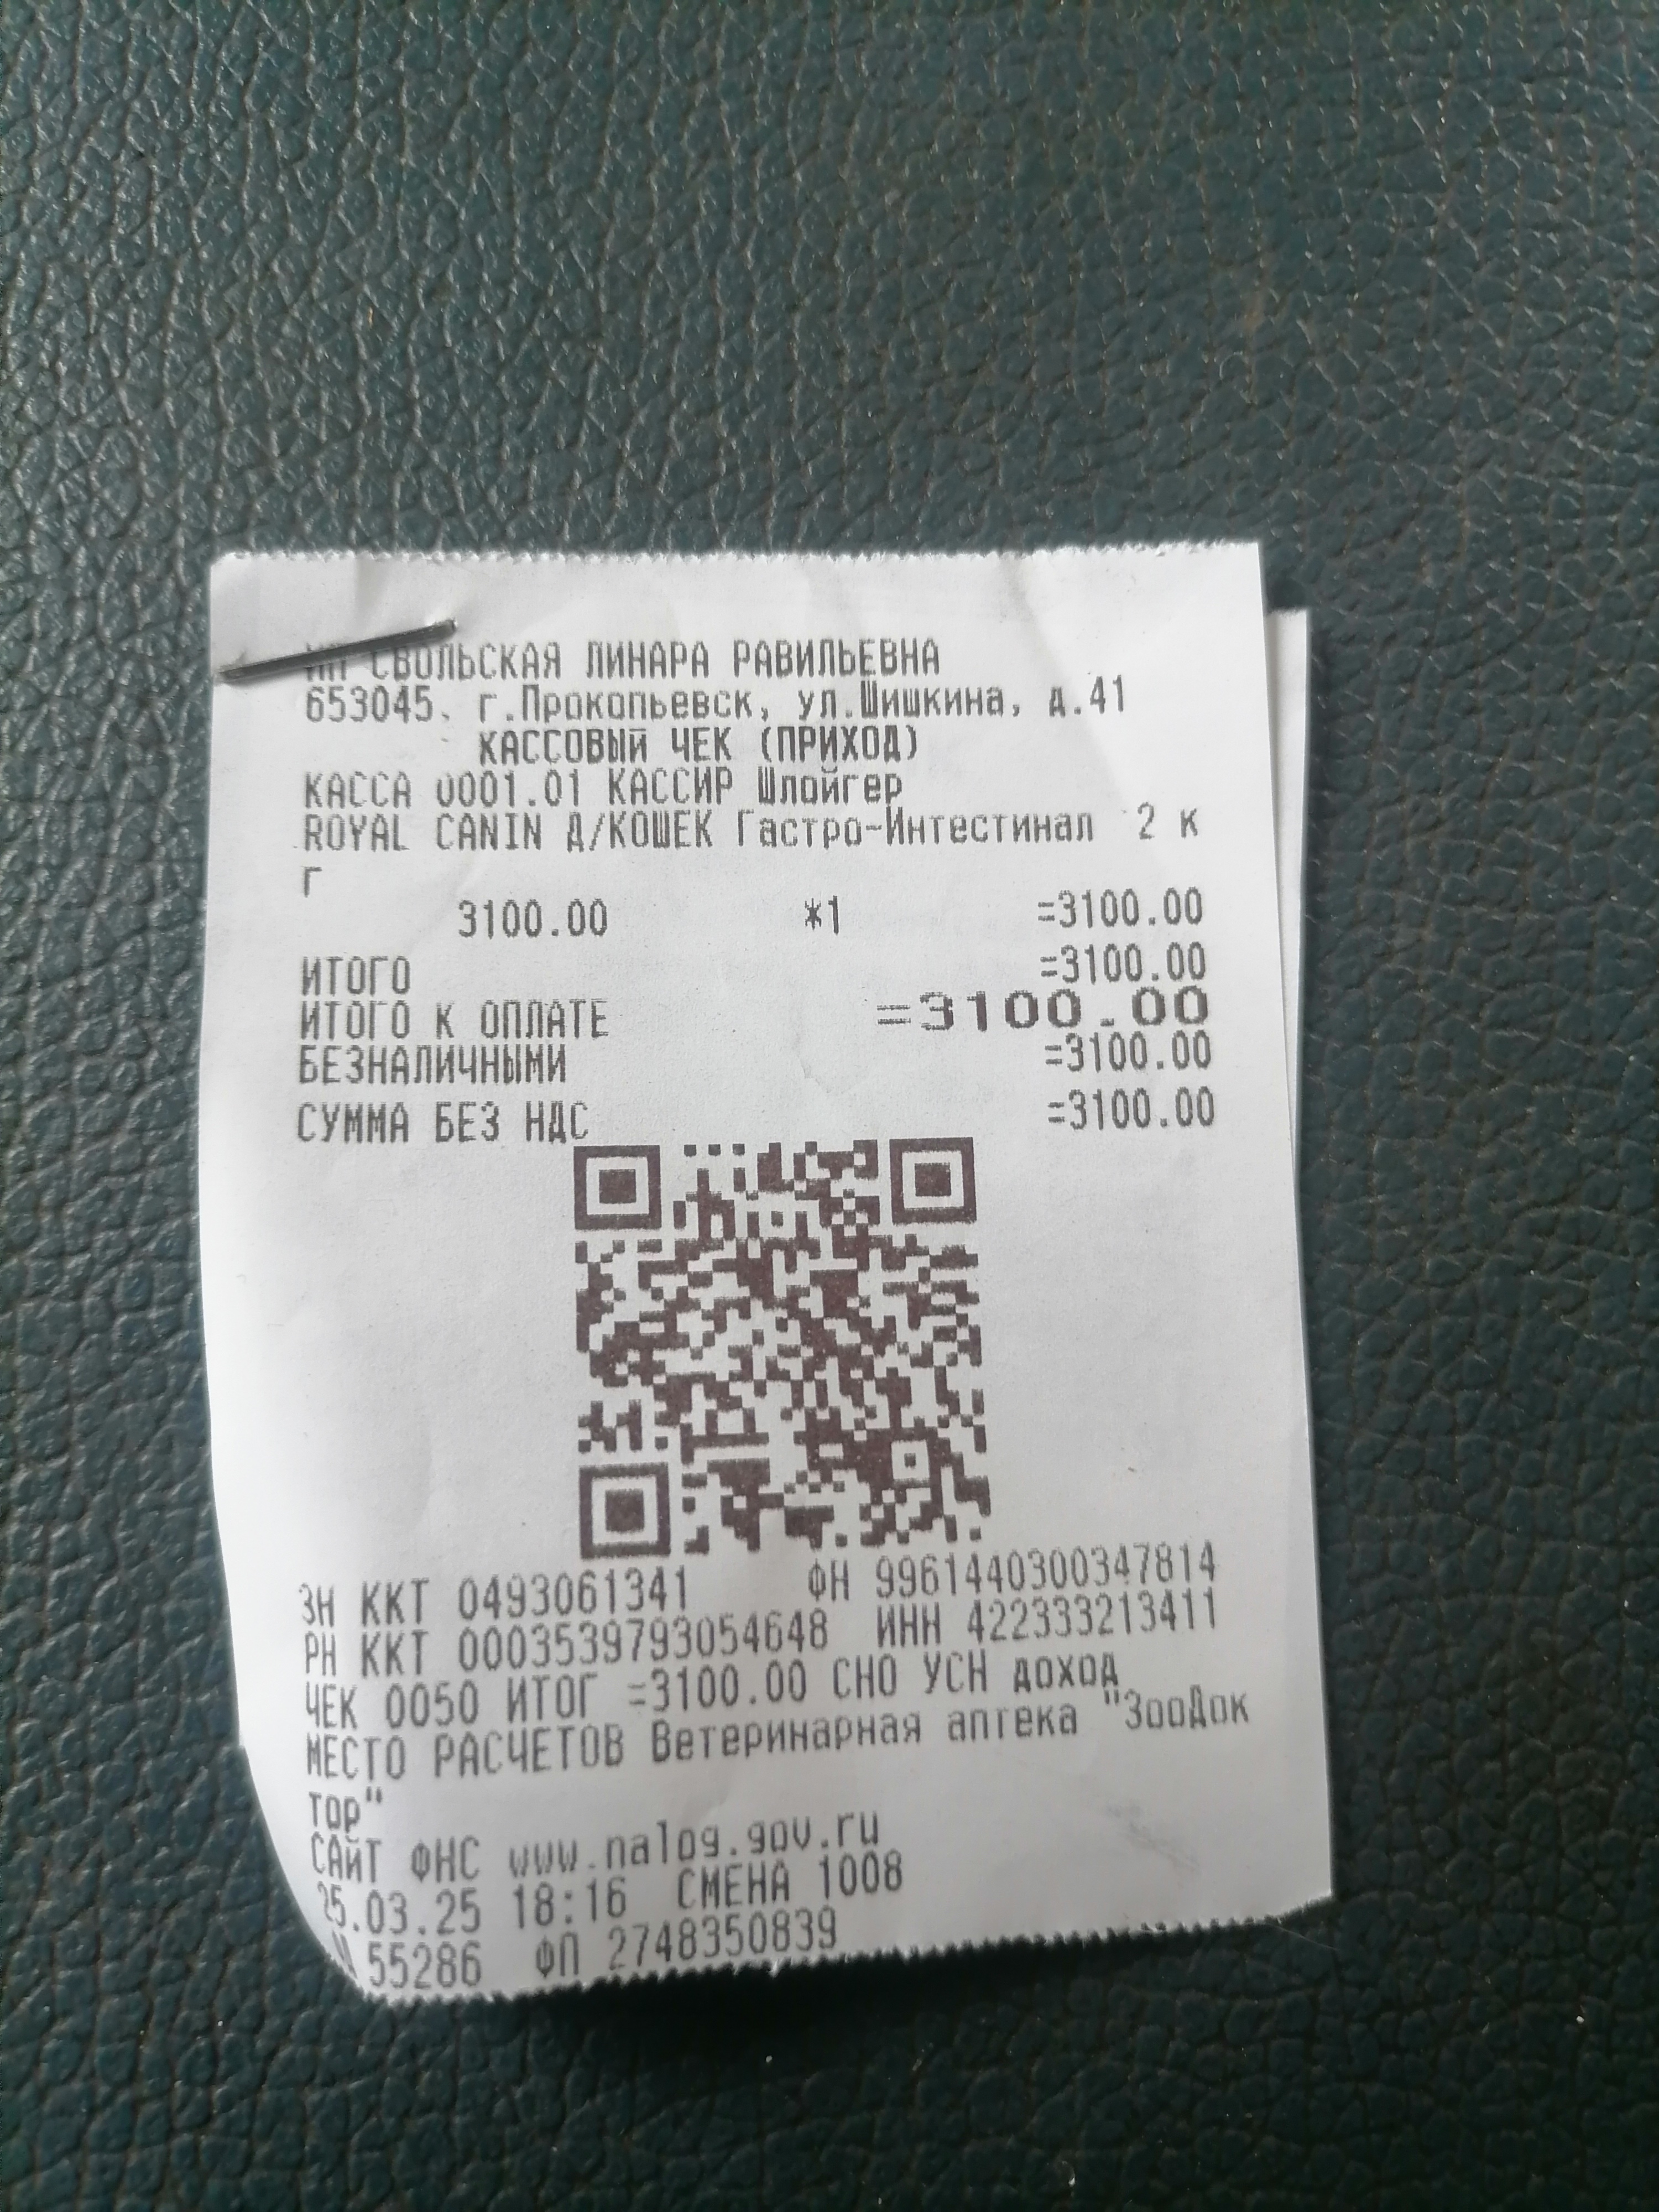 ИП СВОЛЬСКАЯ ЛИНАРА РАВИЛЬЕВНА
653045, г.Прокопьевск, ул.Шишкина, д.41
КАССОВЫЙ ЧЕК (ПРИХОД)
КАССА 0001.01 КАССИР Шлойгер
ROYAL CANIN Д/КОШЕК Гастро-Интестинал 2 к
г
3100.00 *1 =3100.00
ИТОГО =3100.00
ИТОГО К ОПЛАТЕ =3100.00
БЕЗНАЛИЧНЫМИ =3100.00
СУММА БЕЗ НДС =3100.00
ЗН ККТ 0493061341 ФН 9961440300347814
РН ККТ 0003539793054648 ИНН 422333213411
ЧЕК 0050 ИТОГ =3100.00 СНО УСН доход
МЕСТО РАСЧЕТОВ Ветеринарная аптека "ЗооДок
тор"
САЙТ ФНС www.nalog.gov.ru
25.03.25 18:16 СМЕНА 1008
55286 ФП 2748350839